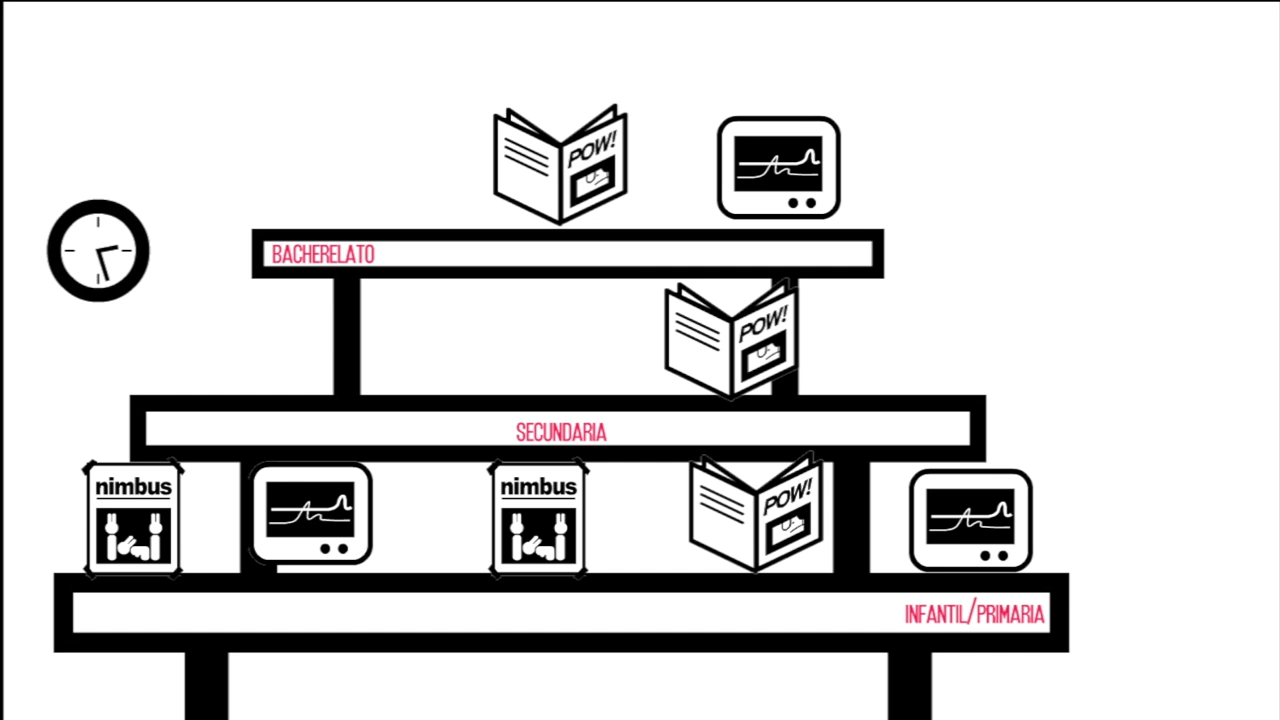 POW!
BACHERELATO
POW!
SECUNDARIA
nimbus
nimbus
POW!
INFANTIL/PRIMARIA